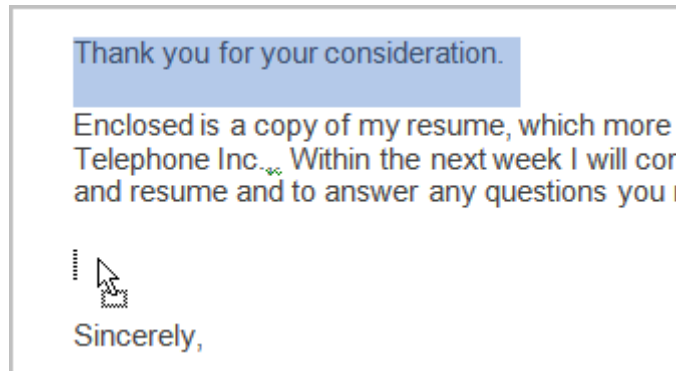 Thank you for your consideration.
Enclosed is a copy of my resume, which more
Telephone Inc.. Within the next week I will
and resume and to answer any questions you
Sincerely,